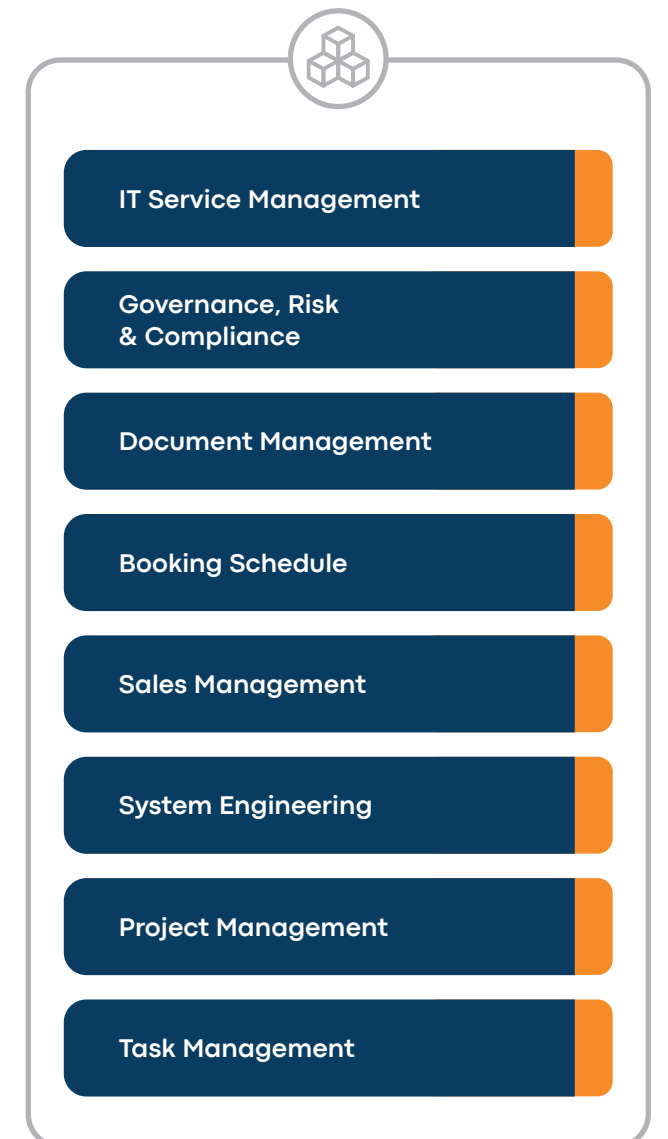 IT Service Management
Governance, Risk
& Compliance
Document Management
Booking Schedule
Sales Management
System Engineering
Project Management
Task Management